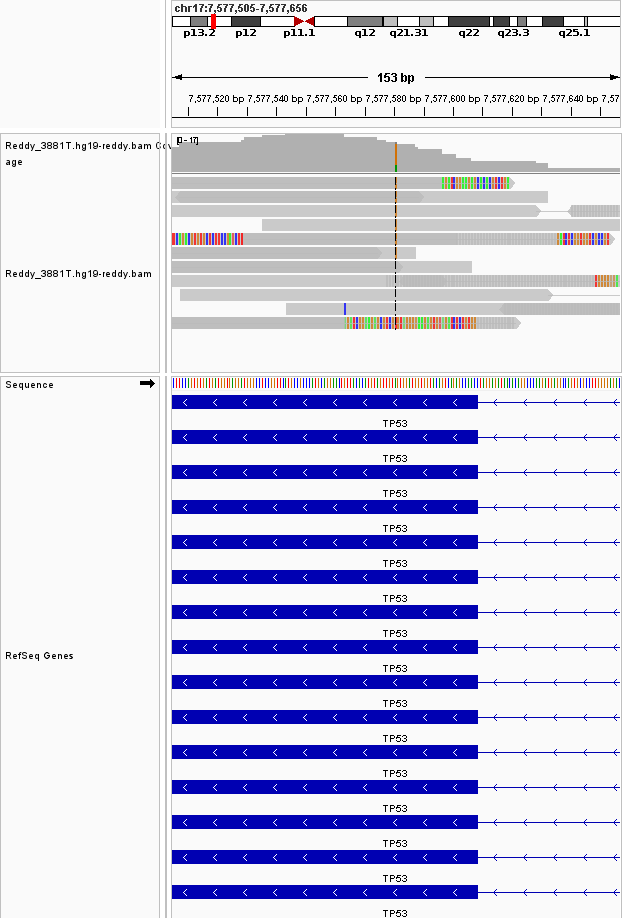 chr17:7,577,505-7,577,656
p13.2 p12 p11.1 q12 q21.31 q22 q23.3 q25.1
153 bp
7,577,520 bp 7,577,540 bp 7,577,560 bp 7,577,580 bp 7,577,600 bp 7,577,620 bp 7,577,640 bp 7,57
[0 - 17]
Reddy_3881T.hg19-reddy.bam Cov
age
Reddy_3881T.hg19-reddy.bam
Sequence
TP53
TP53
TP53
TP53
TP53
TP53
TP53
RefSeq Genes
TP53
TP53
TP53
TP53
TP53
TP53
TP53
TP53